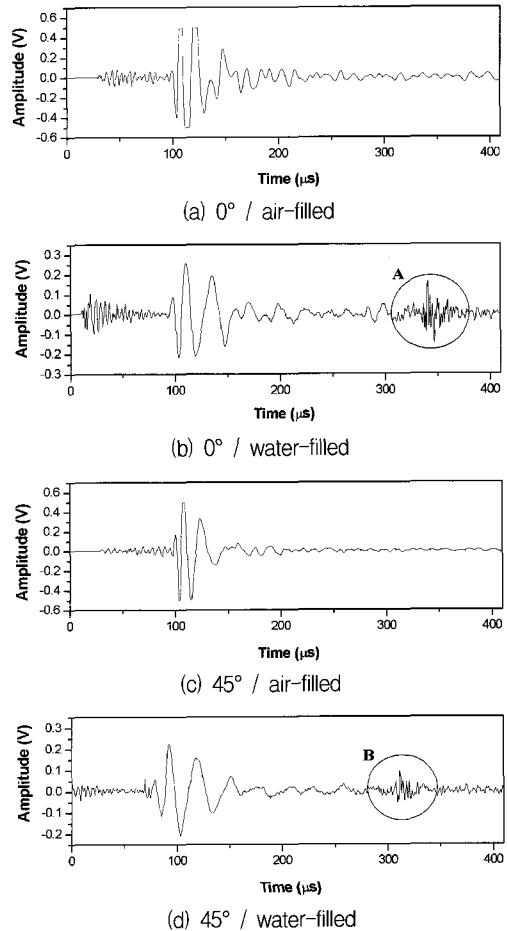 0.6
0.4
0.2
0.0
-0.2
-0.4
-0.6
Amplitude (V)
0 100 200 300 400
Time (μs)
(a) 0° / air-filled
0.3
0.2
0.1
0.0
-0.1
-0.2
-0.3
Amplitude (V)
A
0 100 200 300 400
Time (μs)
(b) 0° / water-filled
0.6
0.4
0.2
0.0
-0.2
-0.4
-0.6
Amplitude (V)
0 100 200 300 400
Time (μs)
(c) 45° / air-filled
0.3
0.2
0.1
0.0
-0.1
-0.2
Amplitude (V)
B
0 100 200 300 400
Time (μs)
(d) 45° / water-filled